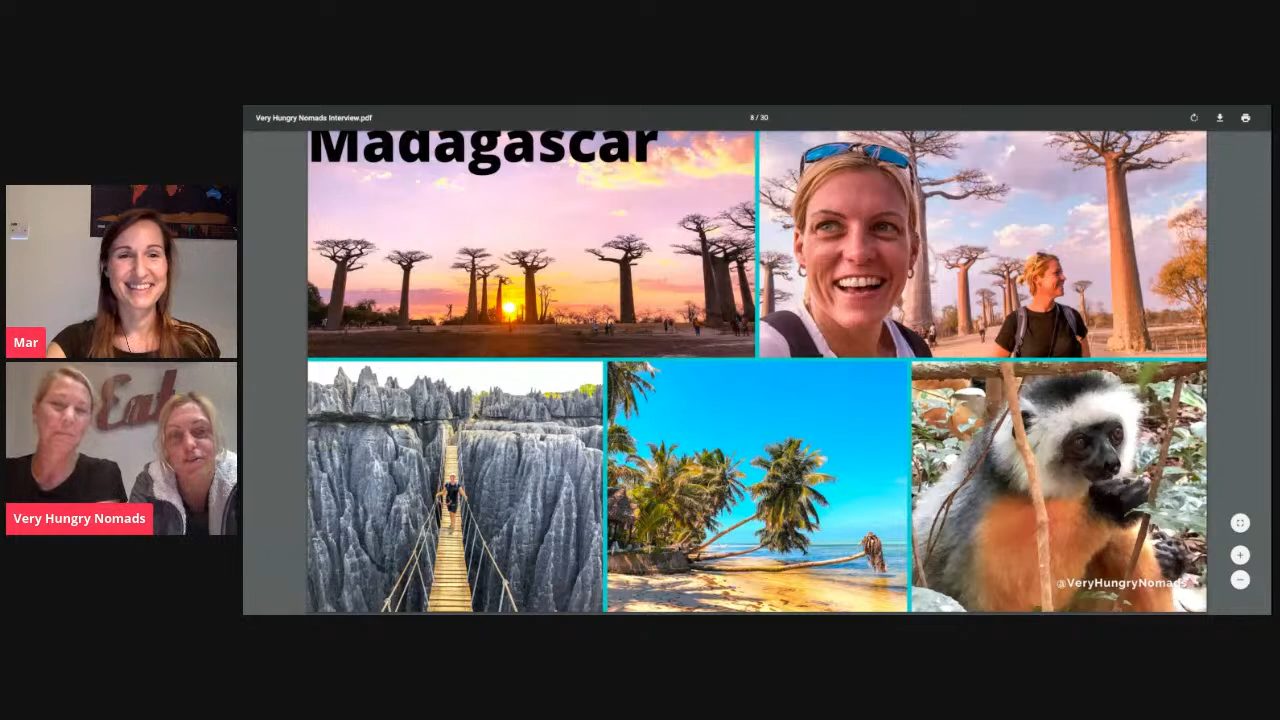 Very Hungry Nomads Interview.pdf
8 / 30
Madagascar
Mar
Eat
Very Hungry Nomads
@VeryHungryNomads